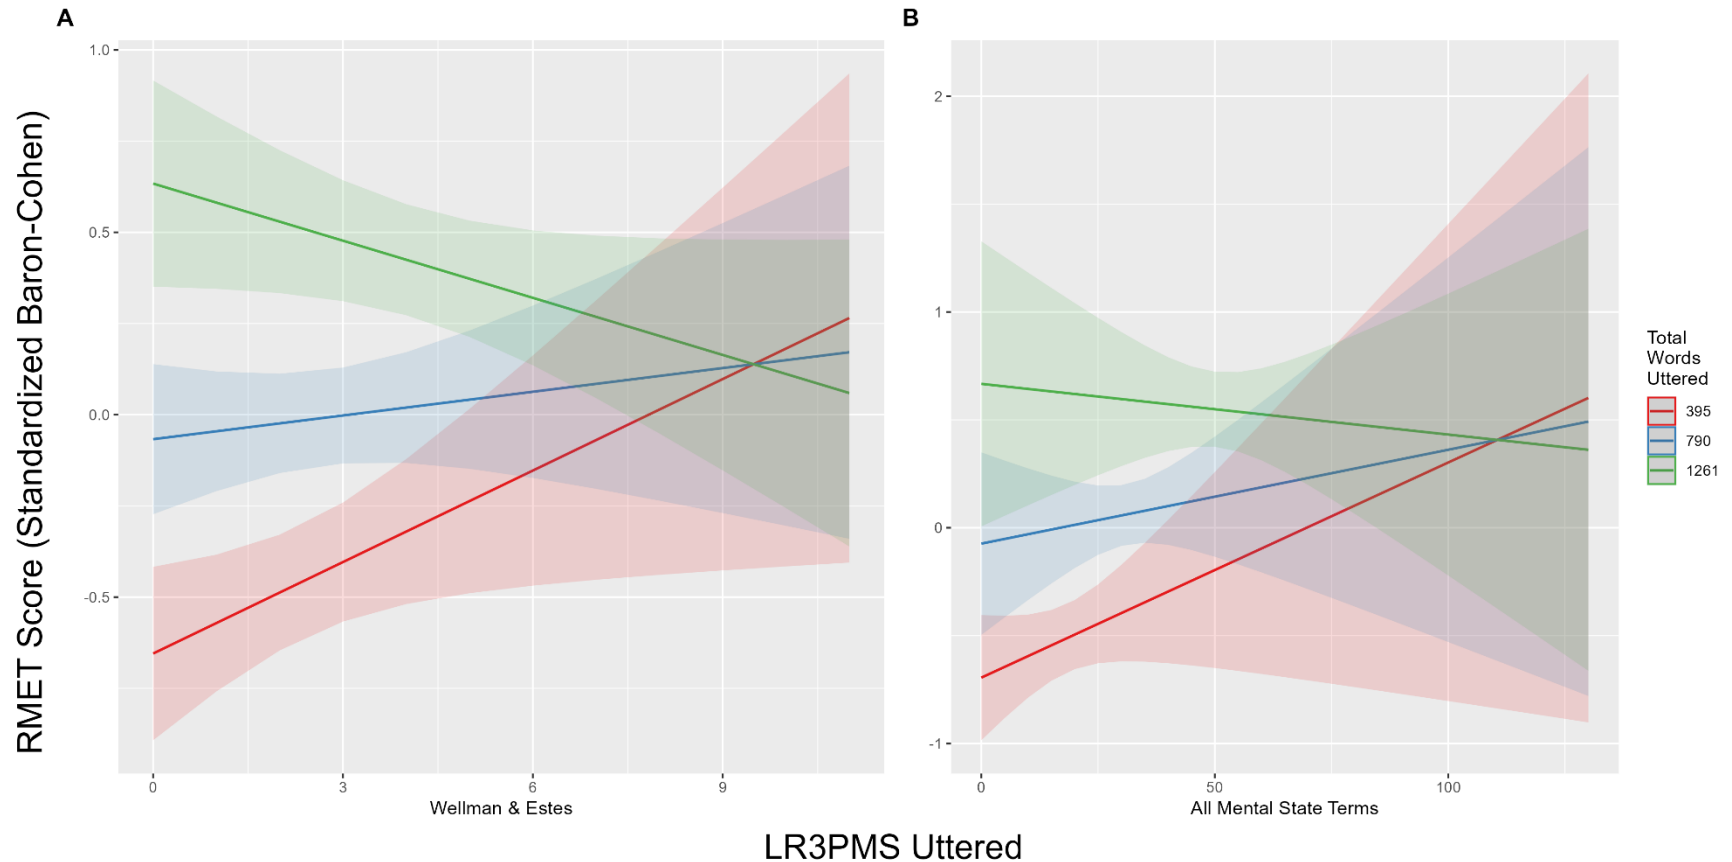 A
B
RMET Score (Standardized Baron-Cohen)
1.0
0.5
0.0
-0.5
0
3
6
9
Wellman & Estes
2
1
0
-1
0
50
100
All Mental State Terms
LR3PMS Uttered
Total
Words
Uttered
395
790
1261